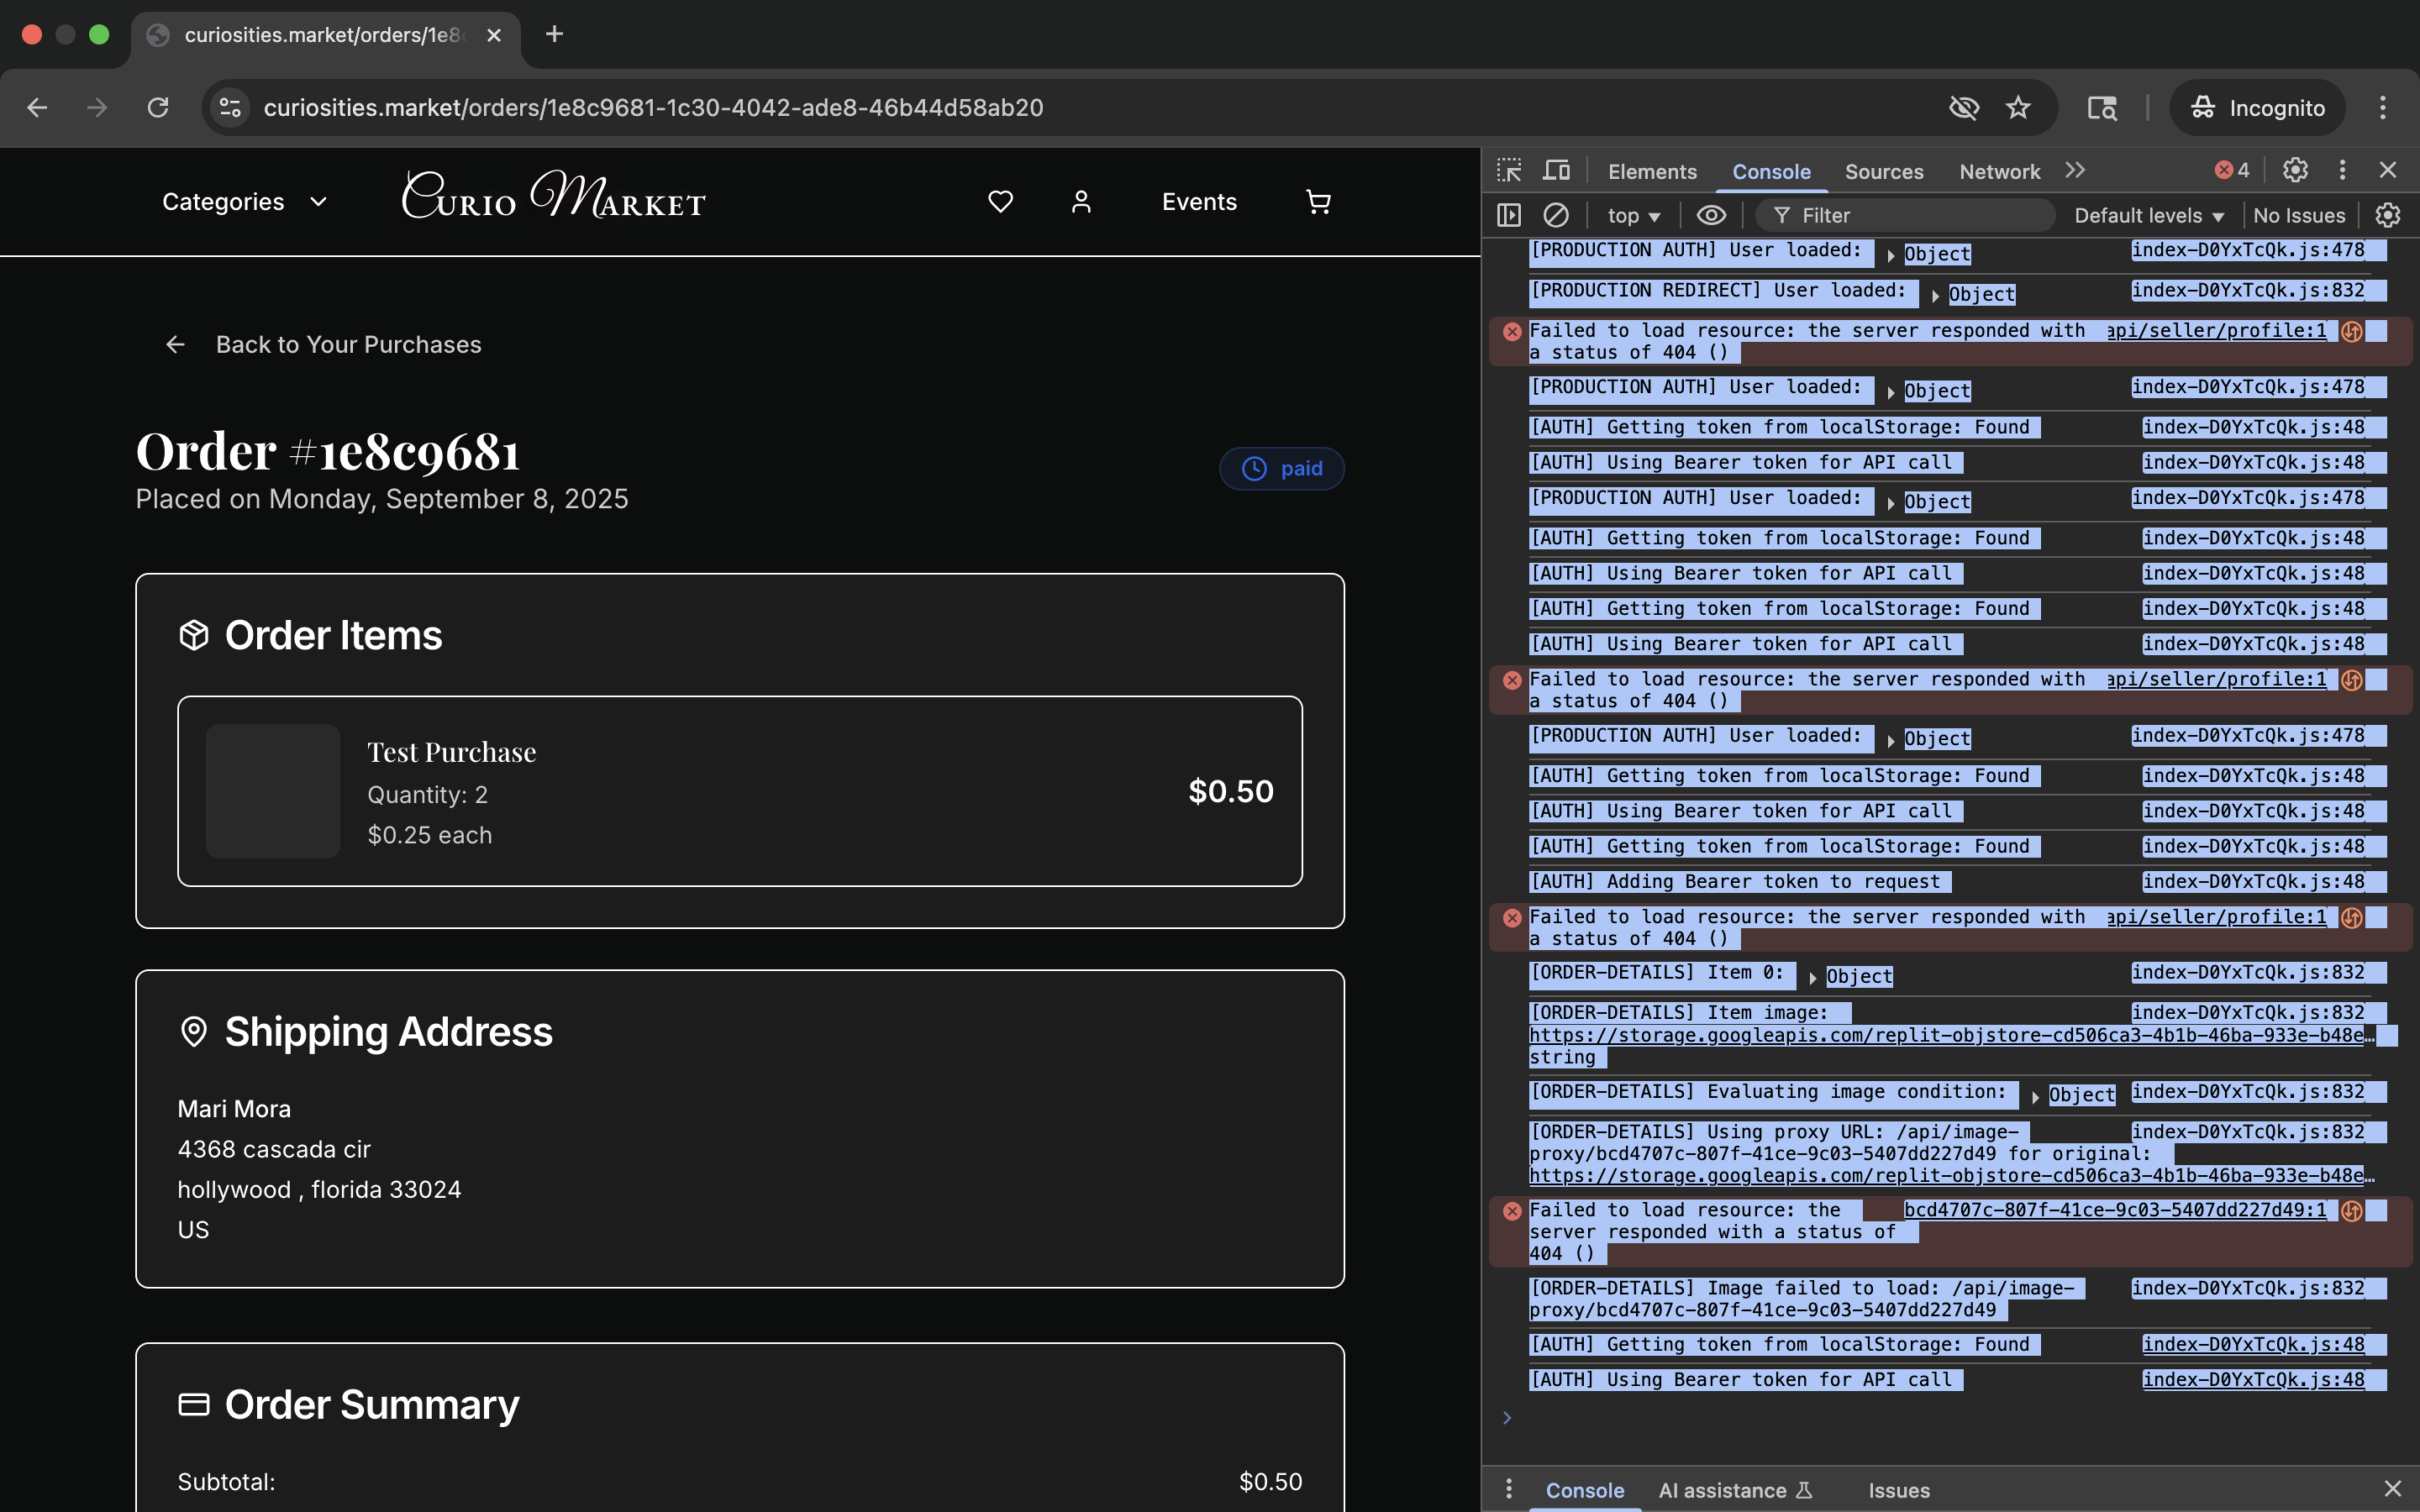 curiosities.market/orders/1e8c
curiosities.market/orders/1e8c9681-1c30-4042-ade8-46b44d58ab20
Incognito
Categories
Curio Market
Events
Back to Your Purchases
Order #1e8c9681
paid
Placed on Monday, September 8, 2025
Order Items
Test Purchase
Quantity: 2
$0.25 each
$0.50
Shipping Address
Mari Mora
4368 cascada cir
hollywood , florida 33024
US
Order Summary
Subtotal:
$0.50
Elements
Console
Sources
Network
4
top
Filter
Default levels
No Issues
[PRODUCTION AUTH] User loaded: Object index-D0YxTcQk.js:478
[PRODUCTION REDIRECT] User loaded: Object index-D0YxTcQk.js:832
Failed to load resource: the server responded with api/seller/profile:1
a status of 404 ()
[PRODUCTION AUTH] User loaded: Object index-D0YxTcQk.js:478
[AUTH] Getting token from localStorage: Found index-D0YxTcQk.js:48
[AUTH] Using Bearer token for API call index-D0YxTcQk.js:48
[PRODUCTION AUTH] User loaded: Object index-D0YxTcQk.js:478
[AUTH] Getting token from localStorage: Found index-D0YxTcQk.js:48
[AUTH] Using Bearer token for API call index-D0YxTcQk.js:48
[AUTH] Getting token from localStorage: Found index-D0YxTcQk.js:48
[AUTH] Using Bearer token for API call index-D0YxTcQk.js:48
Failed to load resource: the server responded with api/seller/profile:1
a status of 404 ()
[PRODUCTION AUTH] User loaded: Object index-D0YxTcQk.js:478
[AUTH] Getting token from localStorage: Found index-D0YxTcQk.js:48
[AUTH] Using Bearer token for API call index-D0YxTcQk.js:48
[AUTH] Getting token from localStorage: Found index-D0YxTcQk.js:48
[AUTH] Adding Bearer token to request index-D0YxTcQk.js:48
Failed to load resource: the server responded with api/seller/profile:1
a status of 404 ()
[ORDER-DETAILS] Item 0: Object index-D0YxTcQk.js:832
[ORDER-DETAILS] Item image: index-D0YxTcQk.js:832
https://storage.googleapis.com/replit-objstore-cd506ca3-4b1b-46ba-933e-b48e…
string
[ORDER-DETAILS] Evaluating image condition: Object index-D0YxTcQk.js:832
[ORDER-DETAILS] Using proxy URL: /api/image- index-D0YxTcQk.js:832
proxy/bcd4707c-807f-41ce-9c03-5407dd227d49 for original:
https://storage.googleapis.com/replit-objstore-cd506ca3-4b1b-46ba-933e-b48e…
Failed to load resource: the bcd4707c-807f-41ce-9c03-5407dd227d49:1
server responded with a status of
404 ()
[ORDER-DETAILS] Image failed to load: /api/image- index-D0YxTcQk.js:832
proxy/bcd4707c-807f-41ce-9c03-5407dd227d49
[AUTH] Getting token from localStorage: Found index-D0YxTcQk.js:48
[AUTH] Using Bearer token for API call index-D0YxTcQk.js:48
Console
AI assistance
Issues